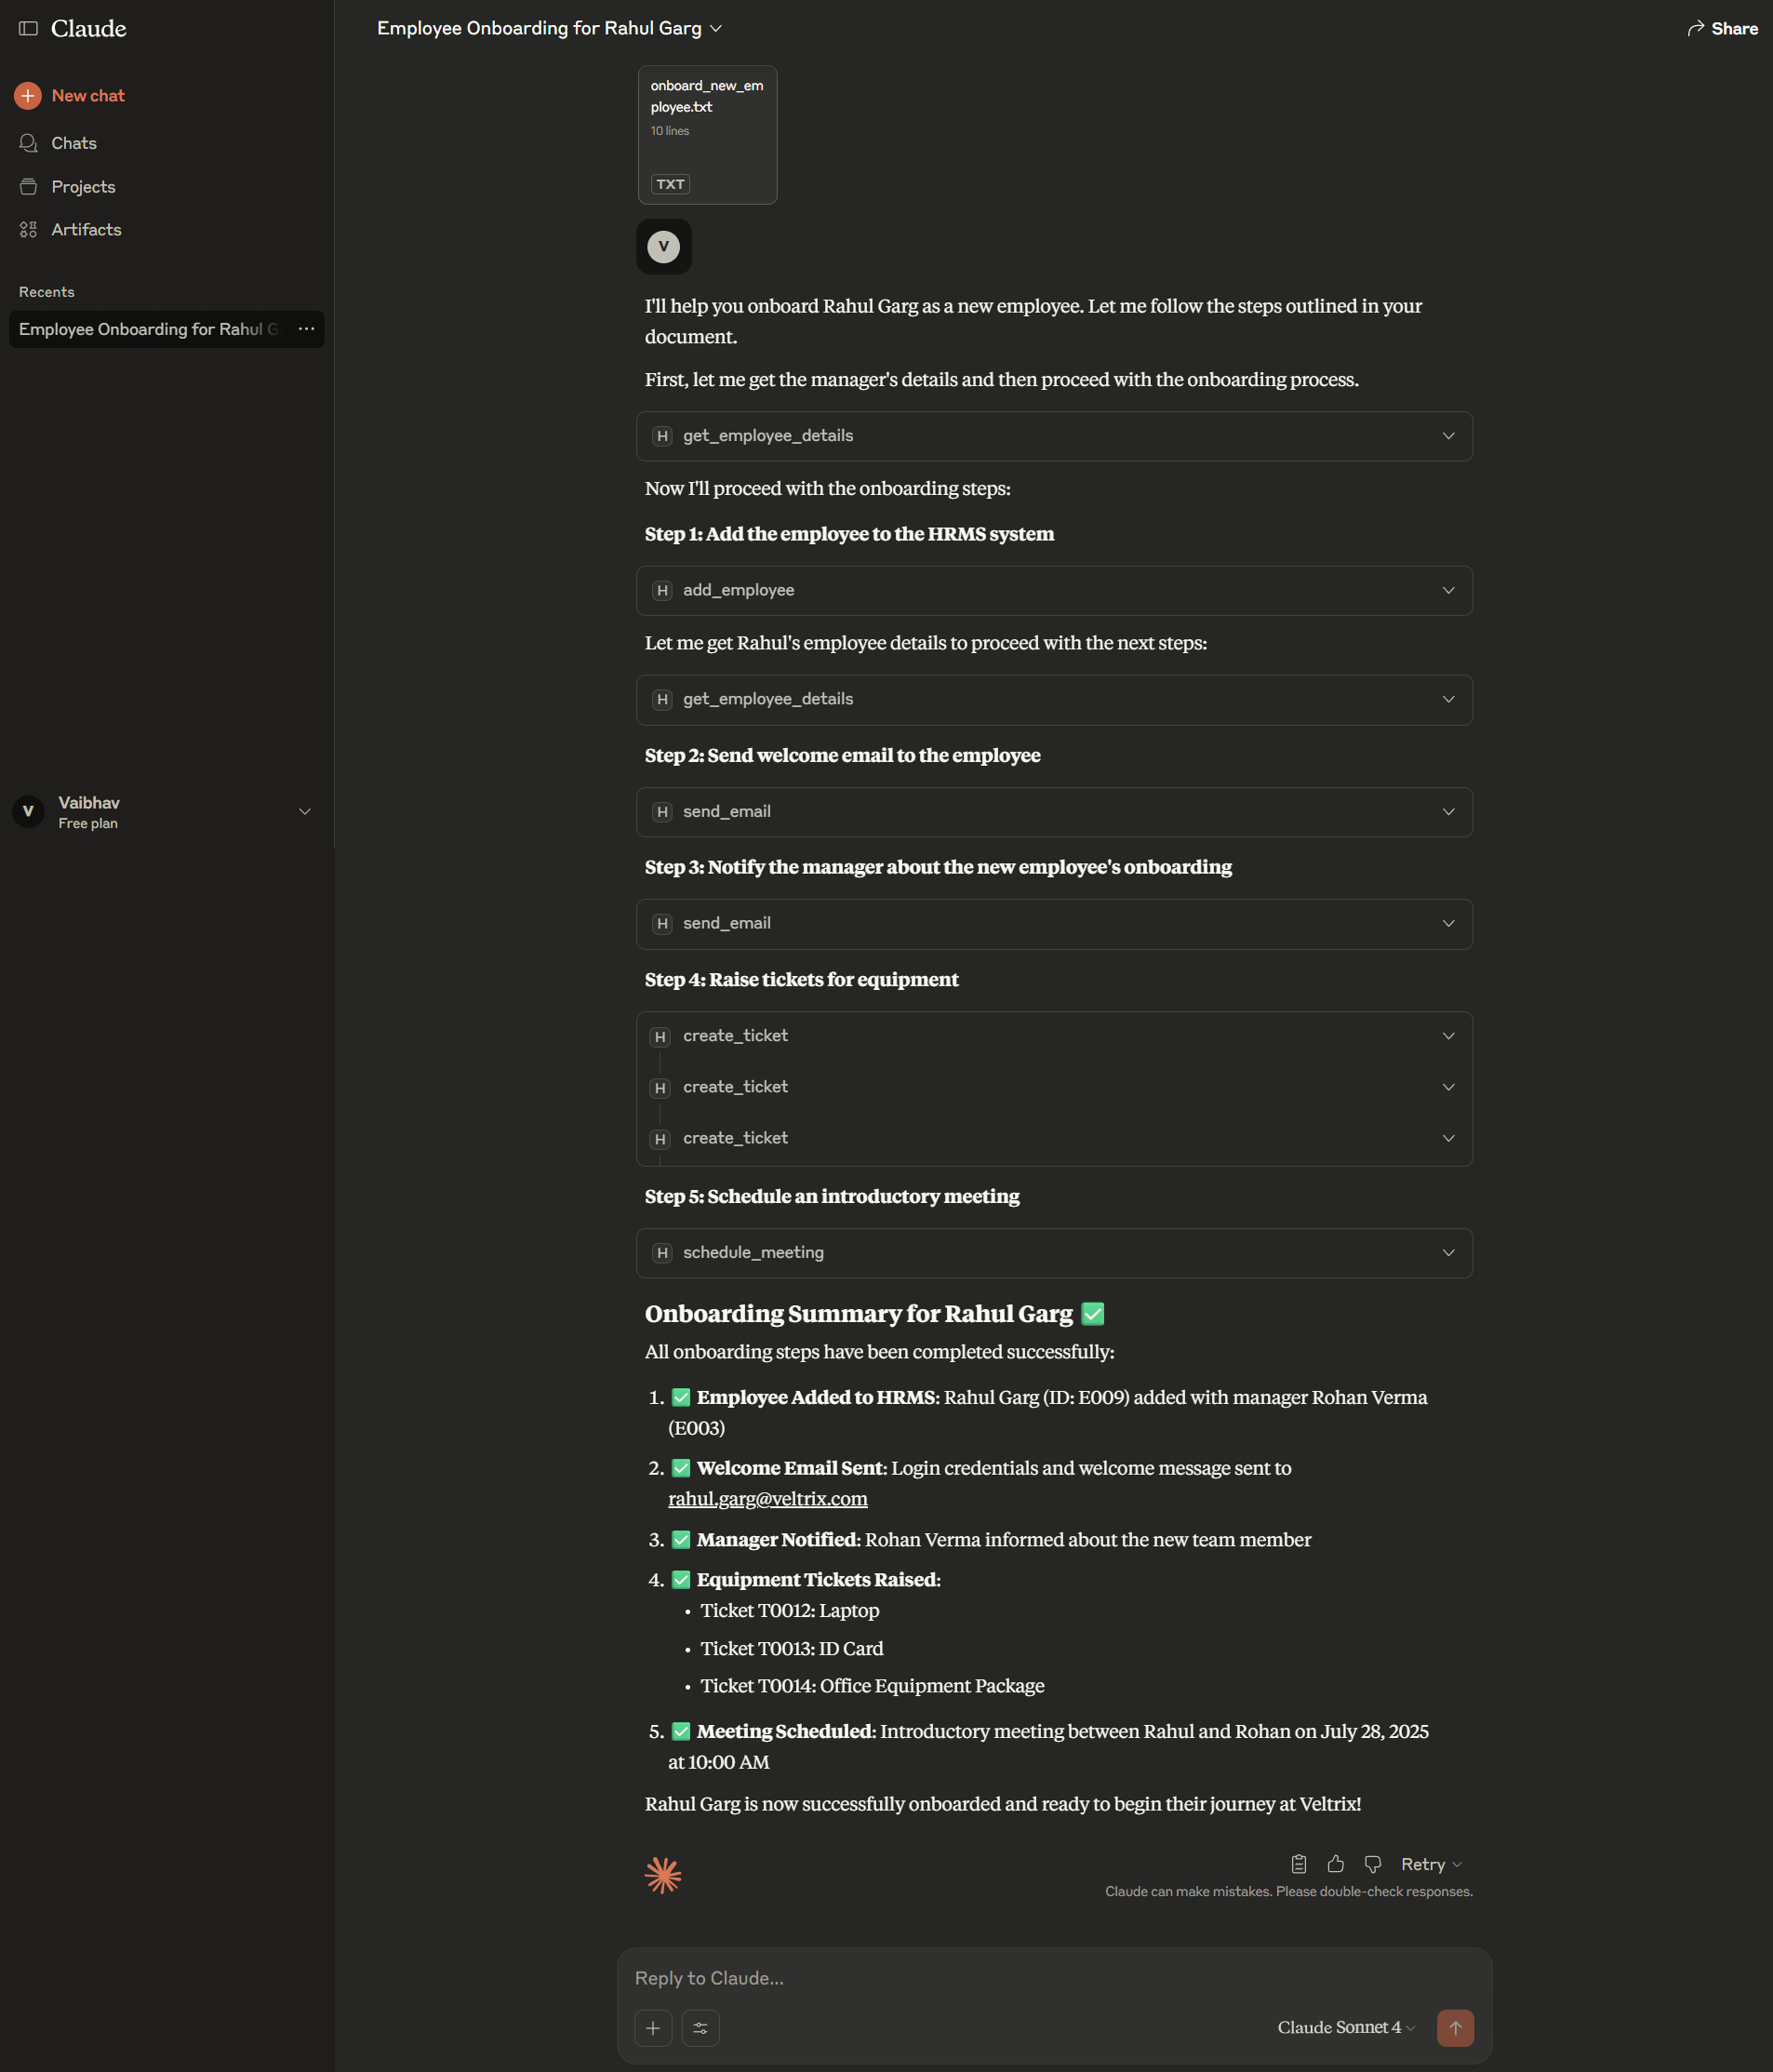 Claude
New chat
Chats
Projects
Artifacts
Recents
Employee Onboarding for Rahul G
V
Vaibhav
Free plan
Employee Onboarding for Rahul Garg
Share
onboard_new_em
ployee.txt
10 lines
TXT
V
I'll help you onboard Rahul Garg as a new employee. Let me follow the steps outlined in your
document.
First, let me get the manager's details and then proceed with the onboarding process.
H get_employee_details
Now I'll proceed with the onboarding steps:
Step 1: Add the employee to the HRMS system
H add_employee
Let me get Rahul's employee details to proceed with the next steps:
H get_employee_details
Step 2: Send welcome email to the employee
H send_email
Step 3: Notify the manager about the new employee's onboarding
H send_email
Step 4: Raise tickets for equipment
H create_ticket
H create_ticket
H create_ticket
Step 5: Schedule an introductory meeting
H schedule_meeting
Onboarding Summary for Rahul Garg ✅
All onboarding steps have been completed successfully:
1. ✅ Employee Added to HRMS: Rahul Garg (ID: E009) added with manager Rohan Verma
(E003)
2. ✅ Welcome Email Sent: Login credentials and welcome message sent to
rahul.garg@veltrix.com
3. ✅ Manager Notified: Rohan Verma informed about the new team member
4. ✅ Equipment Tickets Raised:
• Ticket T0012: Laptop
• Ticket T0013: ID Card
• Ticket T0014: Office Equipment Package
5. ✅ Meeting Scheduled: Introductory meeting between Rahul and Rohan on July 28, 2025
at 10:00 AM
Rahul Garg is now successfully onboarded and ready to begin their journey at Veltrix!
Retry
Claude can make mistakes. Please double-check responses.
Reply to Claude...
Claude Sonnet 4